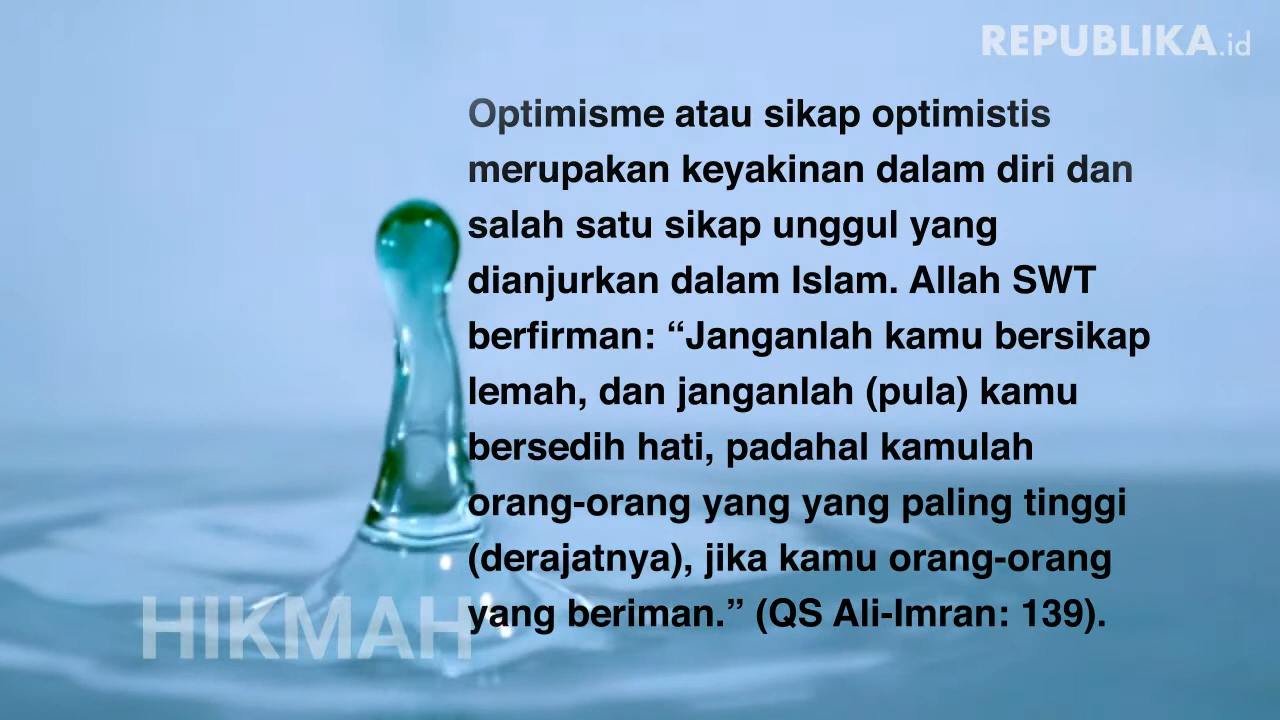 REPUBLIKA.id
Optimisme atau sikap optimistis
merupakan keyakinan dalam diri dan
salah satu sikap unggul yang
dianjurkan dalam Islam. Allah SWT
berfirman: “Janganlah kamu bersikap
lemah, dan janganlah (pula) kamu
bersedih hati, padahal kamulah
orang-orang yang yang paling tinggi
(derajatnya), jika kamu orang-orang
yang beriman.” (QS Ali-Imran: 139).
HIKMAH